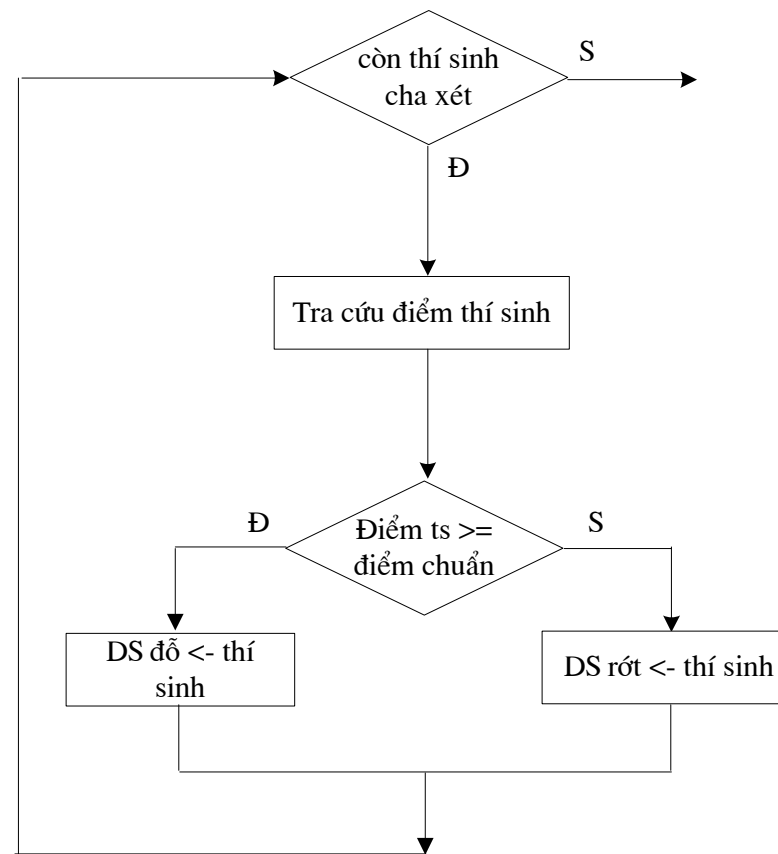 còn thí sinh
cha xét
S
Đ
Tra cứu điểm thí sinh
Đ
Điểm ts >=
điểm chuẩn
S
DS đỗ <- thí
sinh
DS rớt <- thí sinh